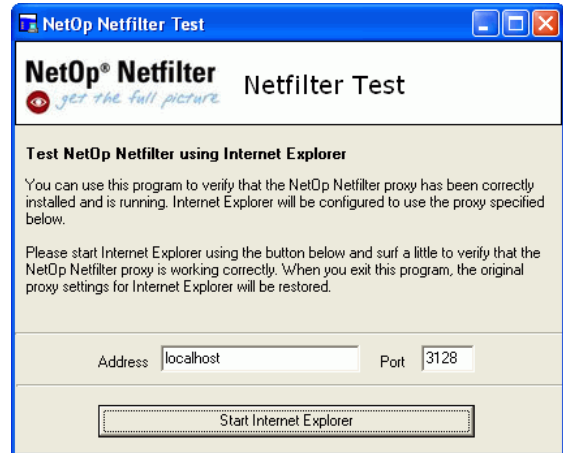 NetOp Netfilter Test
NetOp® Netfilter
get the full picture
Netfilter Test
Test NetOp Netfilter using Internet Explorer
You can use this program to verify that the NetOp Netfilter proxy has been correctly
installed and is running. Internet Explorer will be configured to use the proxy specified
below.
Please start Internet Explorer using the button below and surf a little to verify that the
NetOp Netfilter proxy is working correctly. When you exit this program, the original
proxy settings for Internet Explorer will be restored.
Address localhost Port 3128
Start Internet Explorer